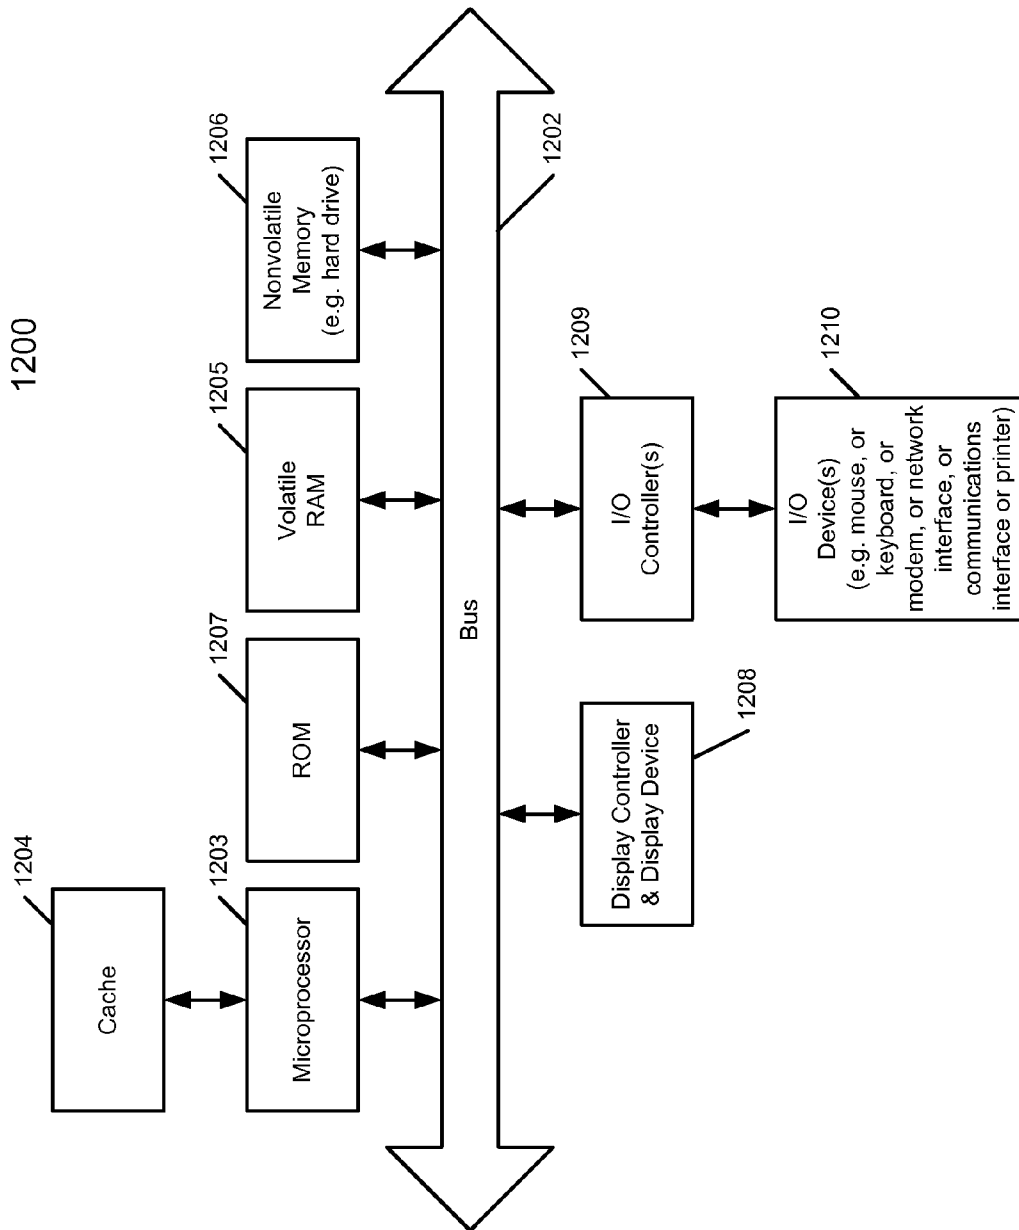 1200
1204
Cache
1203
Microprocessor
1207
ROM
1205
Volatile
RAM
1206
Nonvolatile
Memory
(e.g. hard drive)
Bus
1202
Display Controller
& Display Device
1208
I/O
Controller(s)
1209
I/O
Device(s)
(e.g. mouse, or
keyboard, or
modem, or network
interface, or
communications
interface or printer)
1210